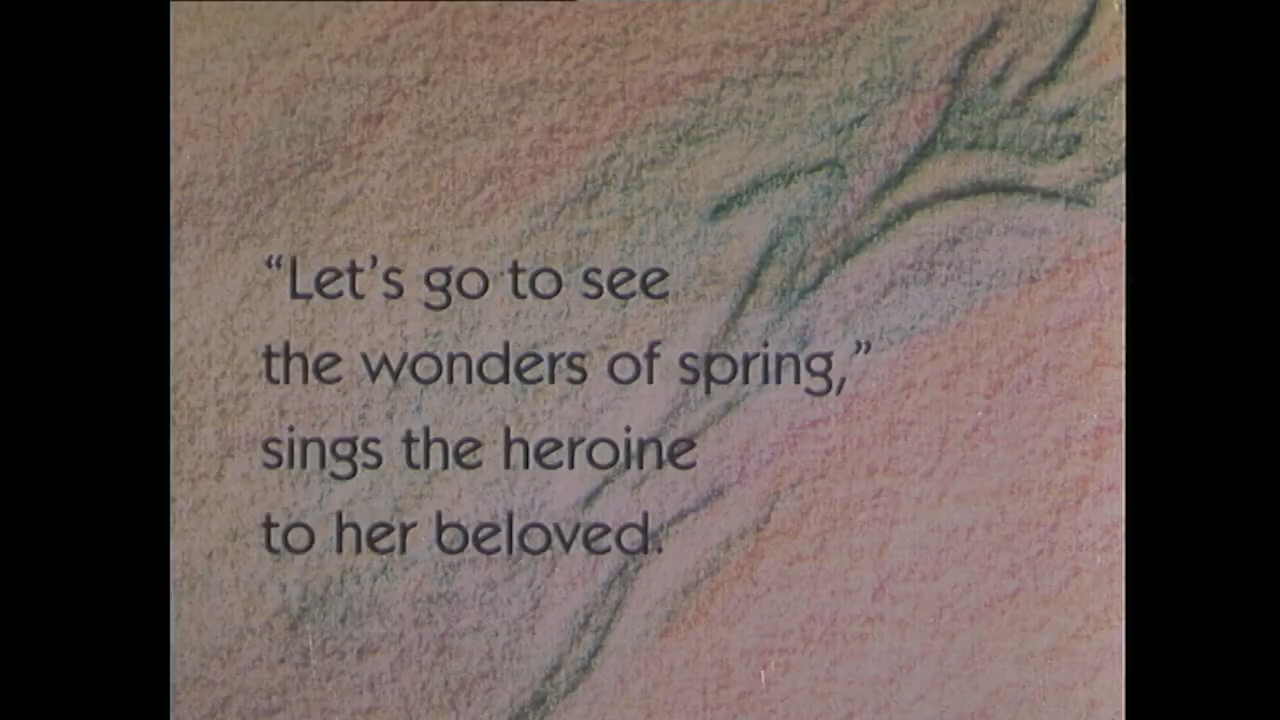 “Let’s go to see
the wonders of spring,”
sings the heroine
to her beloved.